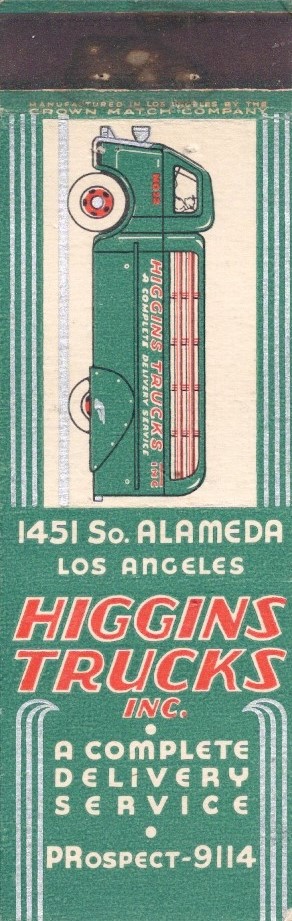 MANUFACTURED IN LOS ANGELES BY THE
CROWN MATCH COMPANY
HIGGINS TRUCKS INC
A COMPLETE DELIVERY SERVICE
1451 So. ALAMEDA
LOS ANGELES
HIGGINS
TRUCKS
INC.
A COMPLETE
DELIVERY
SERVICE
PROSPECT-9114